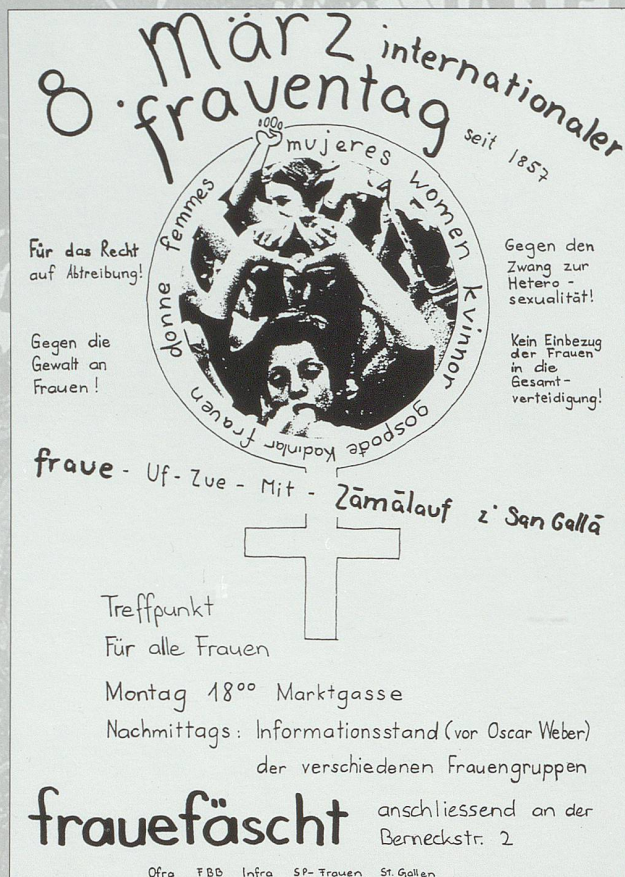 8. März internationaler
frauentag seit 1857
mujeres women kvinnor gospode Kadinlar frauen donne femmes
Für das Recht
auf Abtreibung!
Gegen die
Gewalt an
Frauen!
Gegen den
Zwang zur
Hetero-
sexualität!
Kein Einbezug
der Frauen
in die
Gesamt-
verteidigung!
fraue - Uf - Zue - Mit - Zämäläuf z' San Gallä
Treffpunkt
Für alle Frauen
Montag 18⁰⁰ Marktgasse
Nachmittags: Informationsstand (vor Oscar Weber)
der verschiedenen Frauengruppen
frauefäscht anschliessend an der
Berneckstr. 2
Ofra FBB Infra SP-Frauen St. Gallen